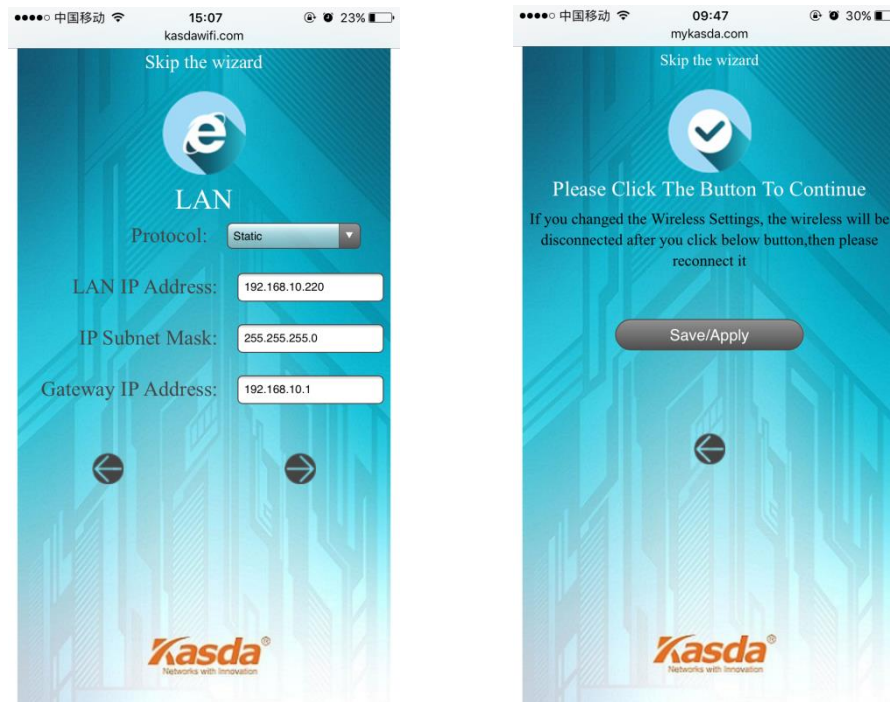 中国移动 15:07 23%
kasdawifi.com
Skip the wizard
LAN
Protocol: Static
LAN IP Address: 192.168.10.220
IP Subnet Mask: 255.255.255.0
Gateway IP Address: 192.168.10.1
Kasda®
Networks with Innovation
中国移动 09:47 30%
mykasda.com
Skip the wizard
Please Click The Button To Continue
If you changed the Wireless Settings, the wireless will be
disconnected after you click below button,then please
reconnect it
Save/Apply
Kasda®
Networks with Innovation